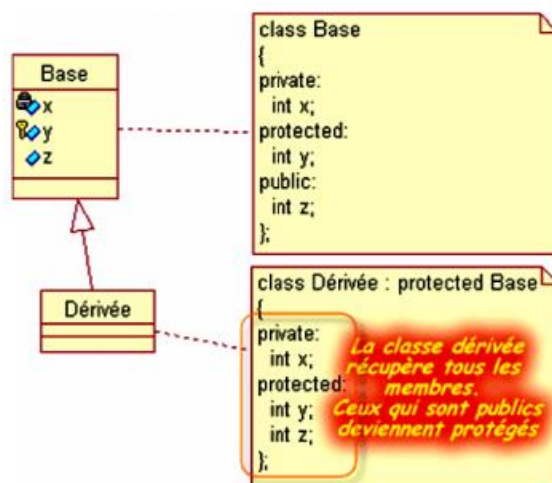 Base
x
y
z
class Base
{
private:
int x;
protected:
int y;
public:
int z;
};
Dérivée
class Dérivée : protected Base
{
private:
int x;
protected:
int y;
int z;
};
La classe dérivée
récupère tous les
membres.
Ceux qui sont publics
deviennent protégés